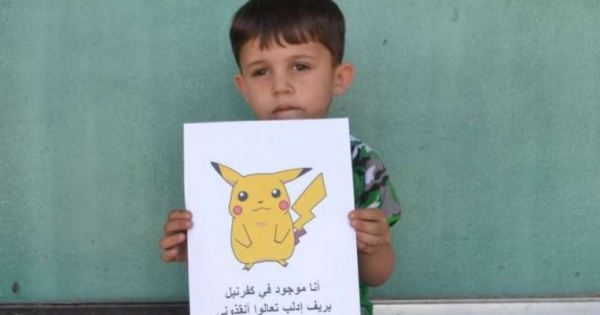 أنا موجود في كفرنبل
بريف إدلب تعالوا أنقذوني